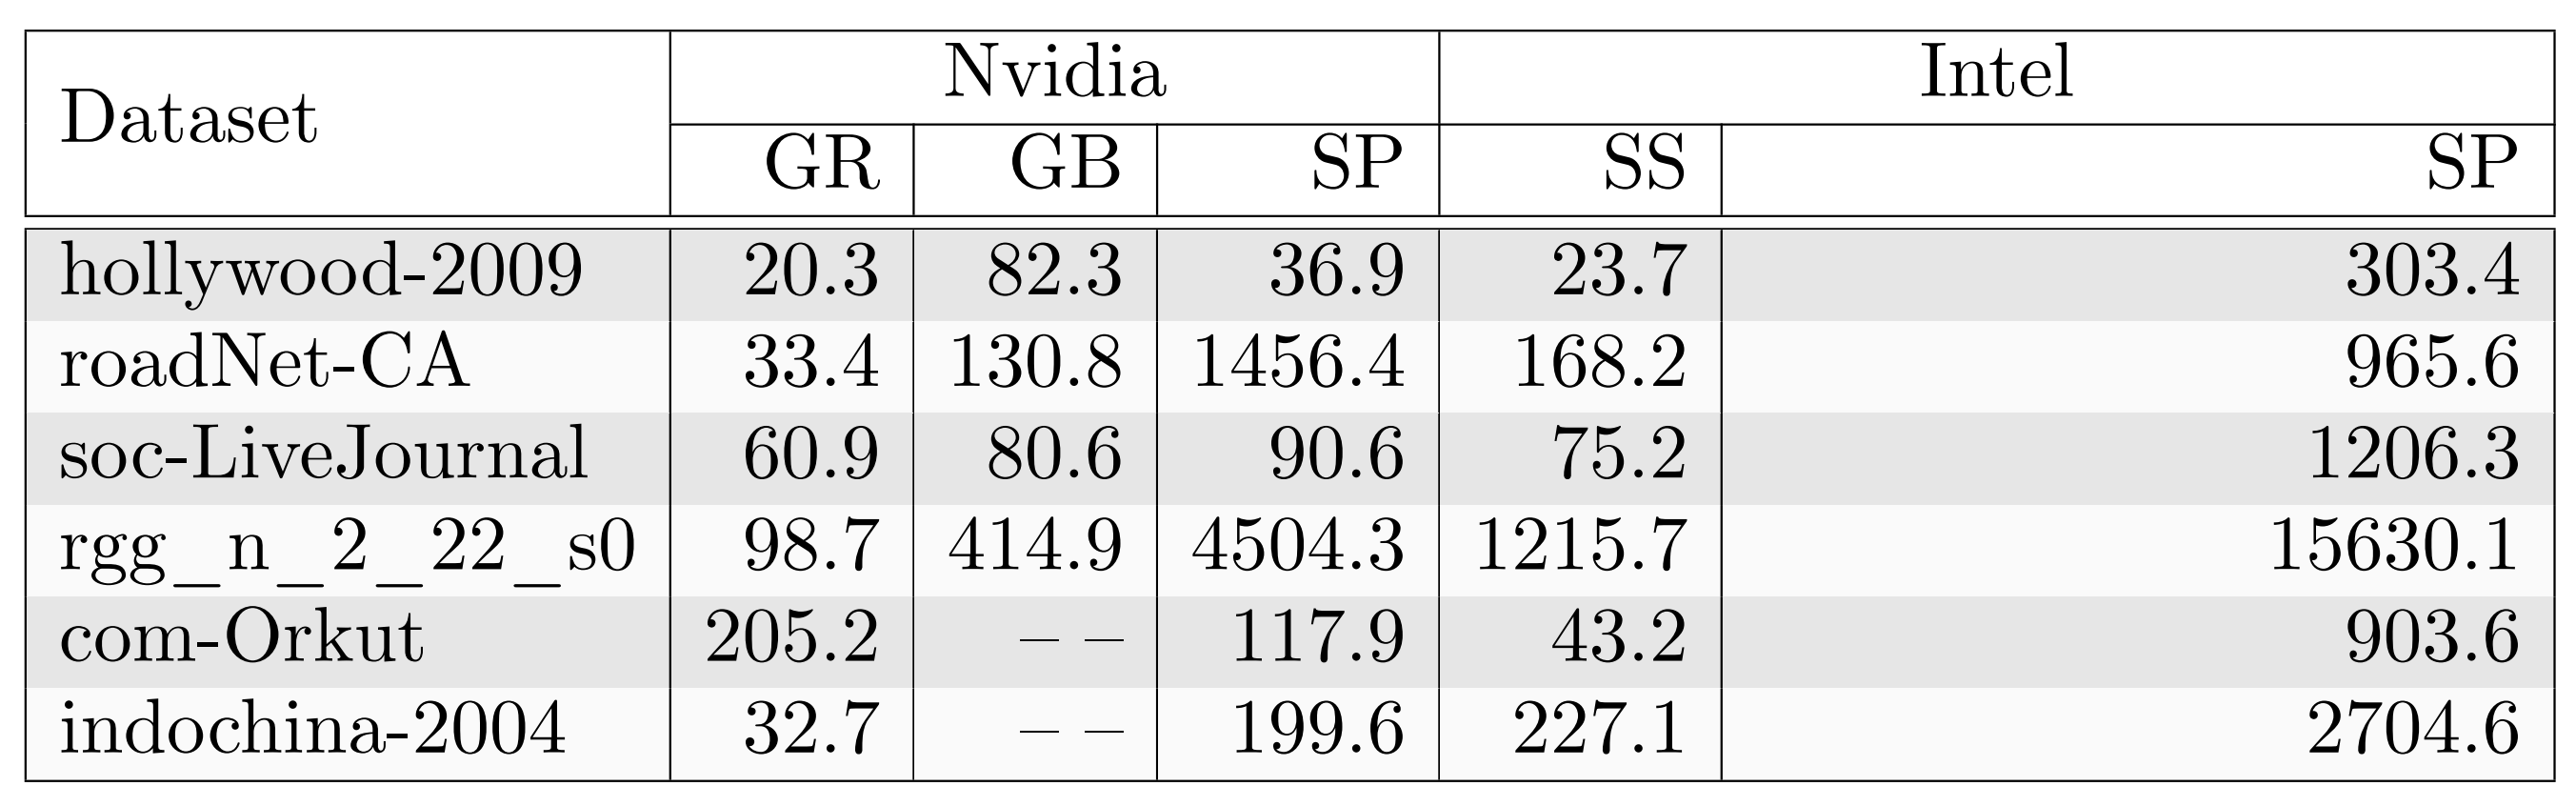 Dataset Nvidia Intel
GR GB SP SS SP
hollywood-2009 20.3 82.3 36.9 23.7 303.4
roadNet-CA 33.4 130.8 1456.4 168.2 965.6
soc-LiveJournal 60.9 80.6 90.6 75.2 1206.3
rgg_n_2_22_s0 98.7 414.9 4504.3 1215.7 15630.1
com-Orkut 205.2 – – 117.9 43.2 903.6
indochina-2004 32.7 – – 199.6 227.1 2704.6